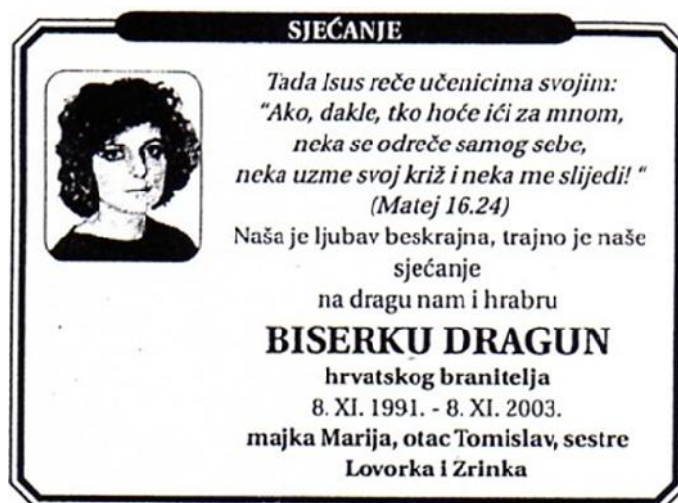 SJEĆANJE
Tada Isus reče učenicima svojim:
"Ako, dakle, tko hoće ići za mnom,
neka se odreče samog sebe,
neka uzme svoj križ i neka me slijedi! "
(Matej 16.24)
Naša je ljubav beskrajna, trajno je naše
sjećanje
na dragu nam i hrabru
BISERKU DRAGUN
hrvatskog branitelja
8. XI. 1991. - 8. XI. 2003.
majka Marija, otac Tomislav, sestre
Lovorka i Zrinka